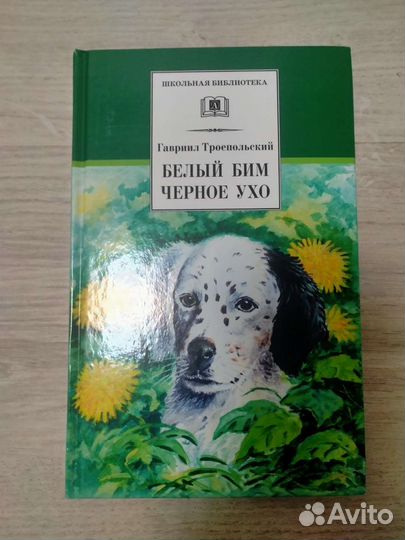 ШКОЛЬНАЯ БИБЛИОТЕКА
Гавриил Троепольский
БЕЛЫЙ БИМ
ЧЕРНОЕ УХО
Avito